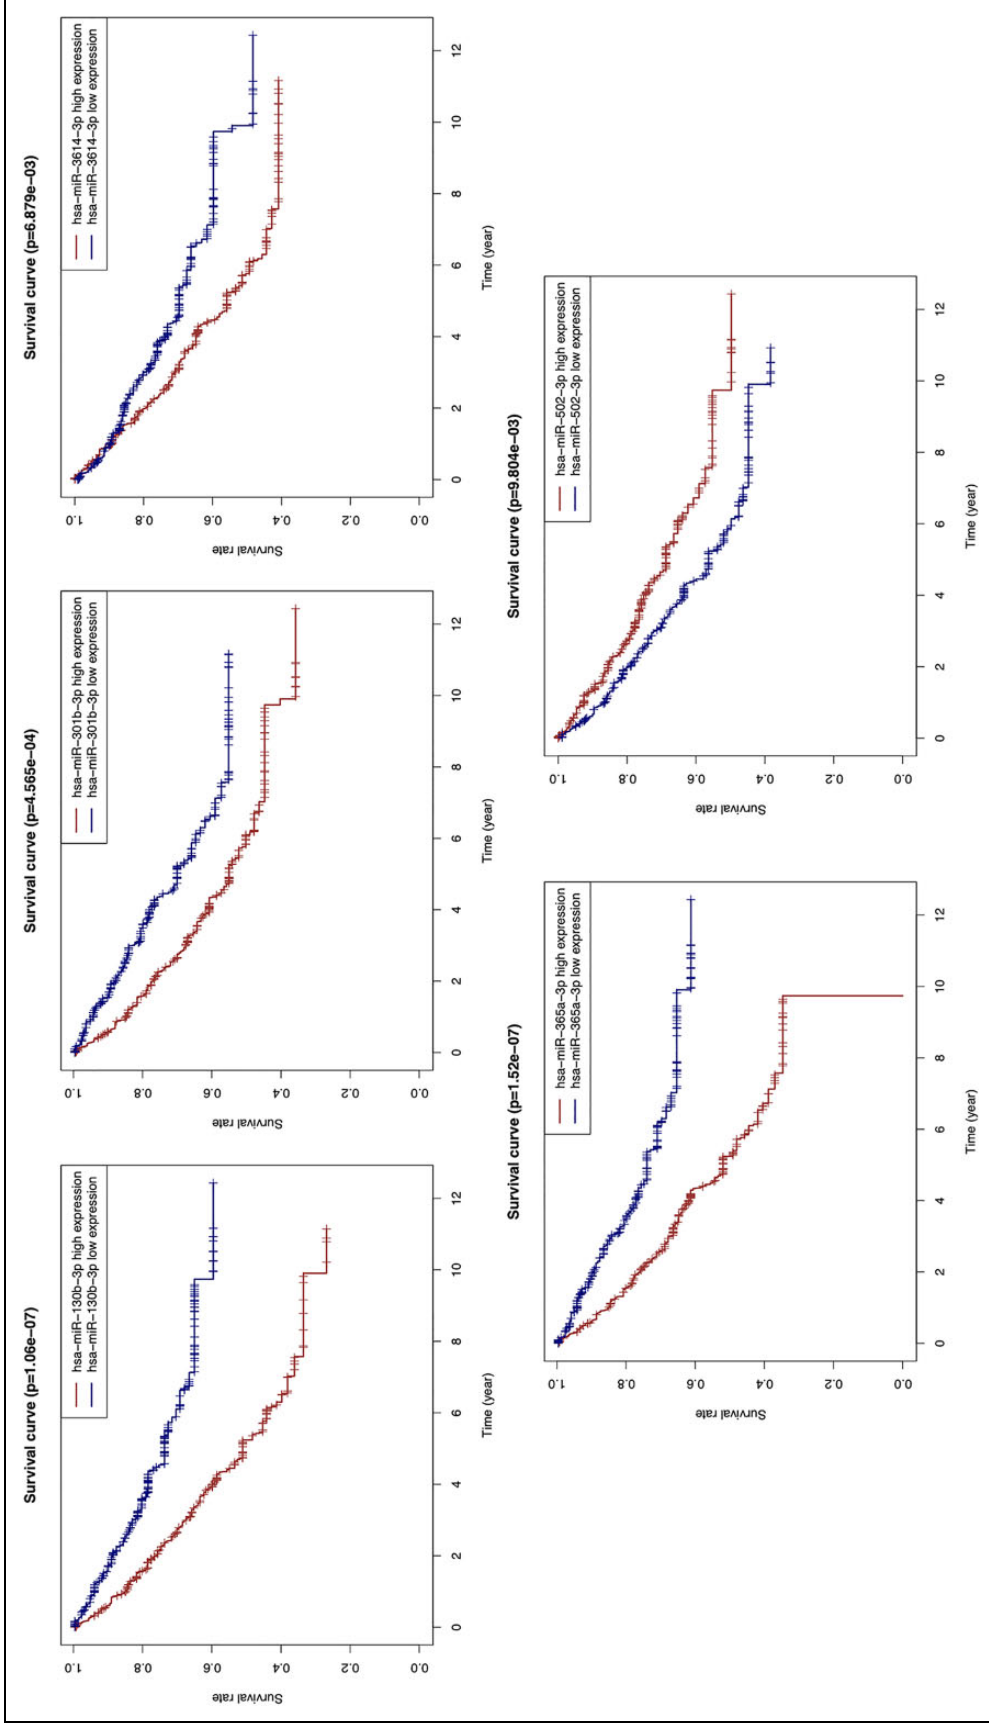 Survival curve (p=1.06e−07)
hsa−miR−130b−3p high expression
hsa−miR−130b−3p low expression
Survival rate
1.0
0.8
0.6
0.4
0.2
0.0
0 2 4 6 8 10 12
Time (year)
Survival curve (p=4.565e−04)
hsa−miR−301b−3p high expression
hsa−miR−301b−3p low expression
Survival rate
1.0
0.8
0.6
0.4
0.2
0.0
0 2 4 6 8 10 12
Time (year)
Survival curve (p=6.879e−03)
hsa−miR−3614−3p high expression
hsa−miR−3614−3p low expression
Survival rate
1.0
0.8
0.6
0.4
0.2
0.0
0 2 4 6 8 10 12
Time (year)
Survival curve (p=1.52e−07)
hsa−miR−365a−3p high expression
hsa−miR−365a−3p low expression
Survival rate
1.0
0.8
0.6
0.4
0.2
0.0
0 2 4 6 8 10 12
Time (year)
Survival curve (p=9.804e−03)
hsa−miR−502−3p high expression
hsa−miR−502−3p low expression
Survival rate
1.0
0.8
0.6
0.4
0.2
0.0
0 2 4 6 8 10 12
Time (year)